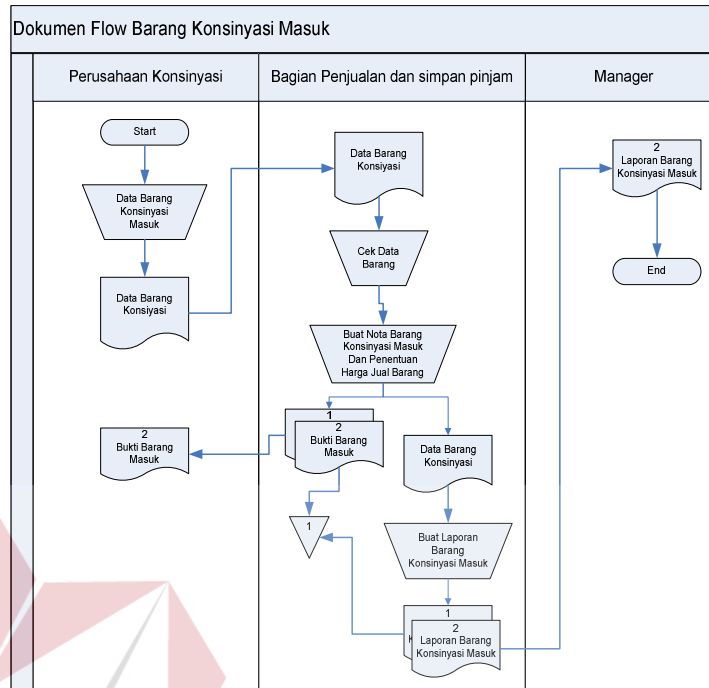 Dokumen Flow Barang Konsinyasi Masuk
Perusahaan Konsinyasi
Bagian Penjualan dan simpan pinjam
Manager
Start
Data Barang
Konsinyasi
Masuk
Data Barang
Konsiyasi
2
Bukti Barang
Masuk
Data Barang
Konsiyasi
Cek Data
Barang
Buat Nota Barang
Konsinyasi Masuk
Dan Penentuan
Harga Jual Barang
1
2
Bukti Barang
Masuk
Data Barang
Konsinyasi
1
Buat Laporan
Barang
Konsinyasi Masuk
1
2
Laporan Barang
Konsinyasi Masuk
2
Laporan Barang
Konsinyasi Masuk
End